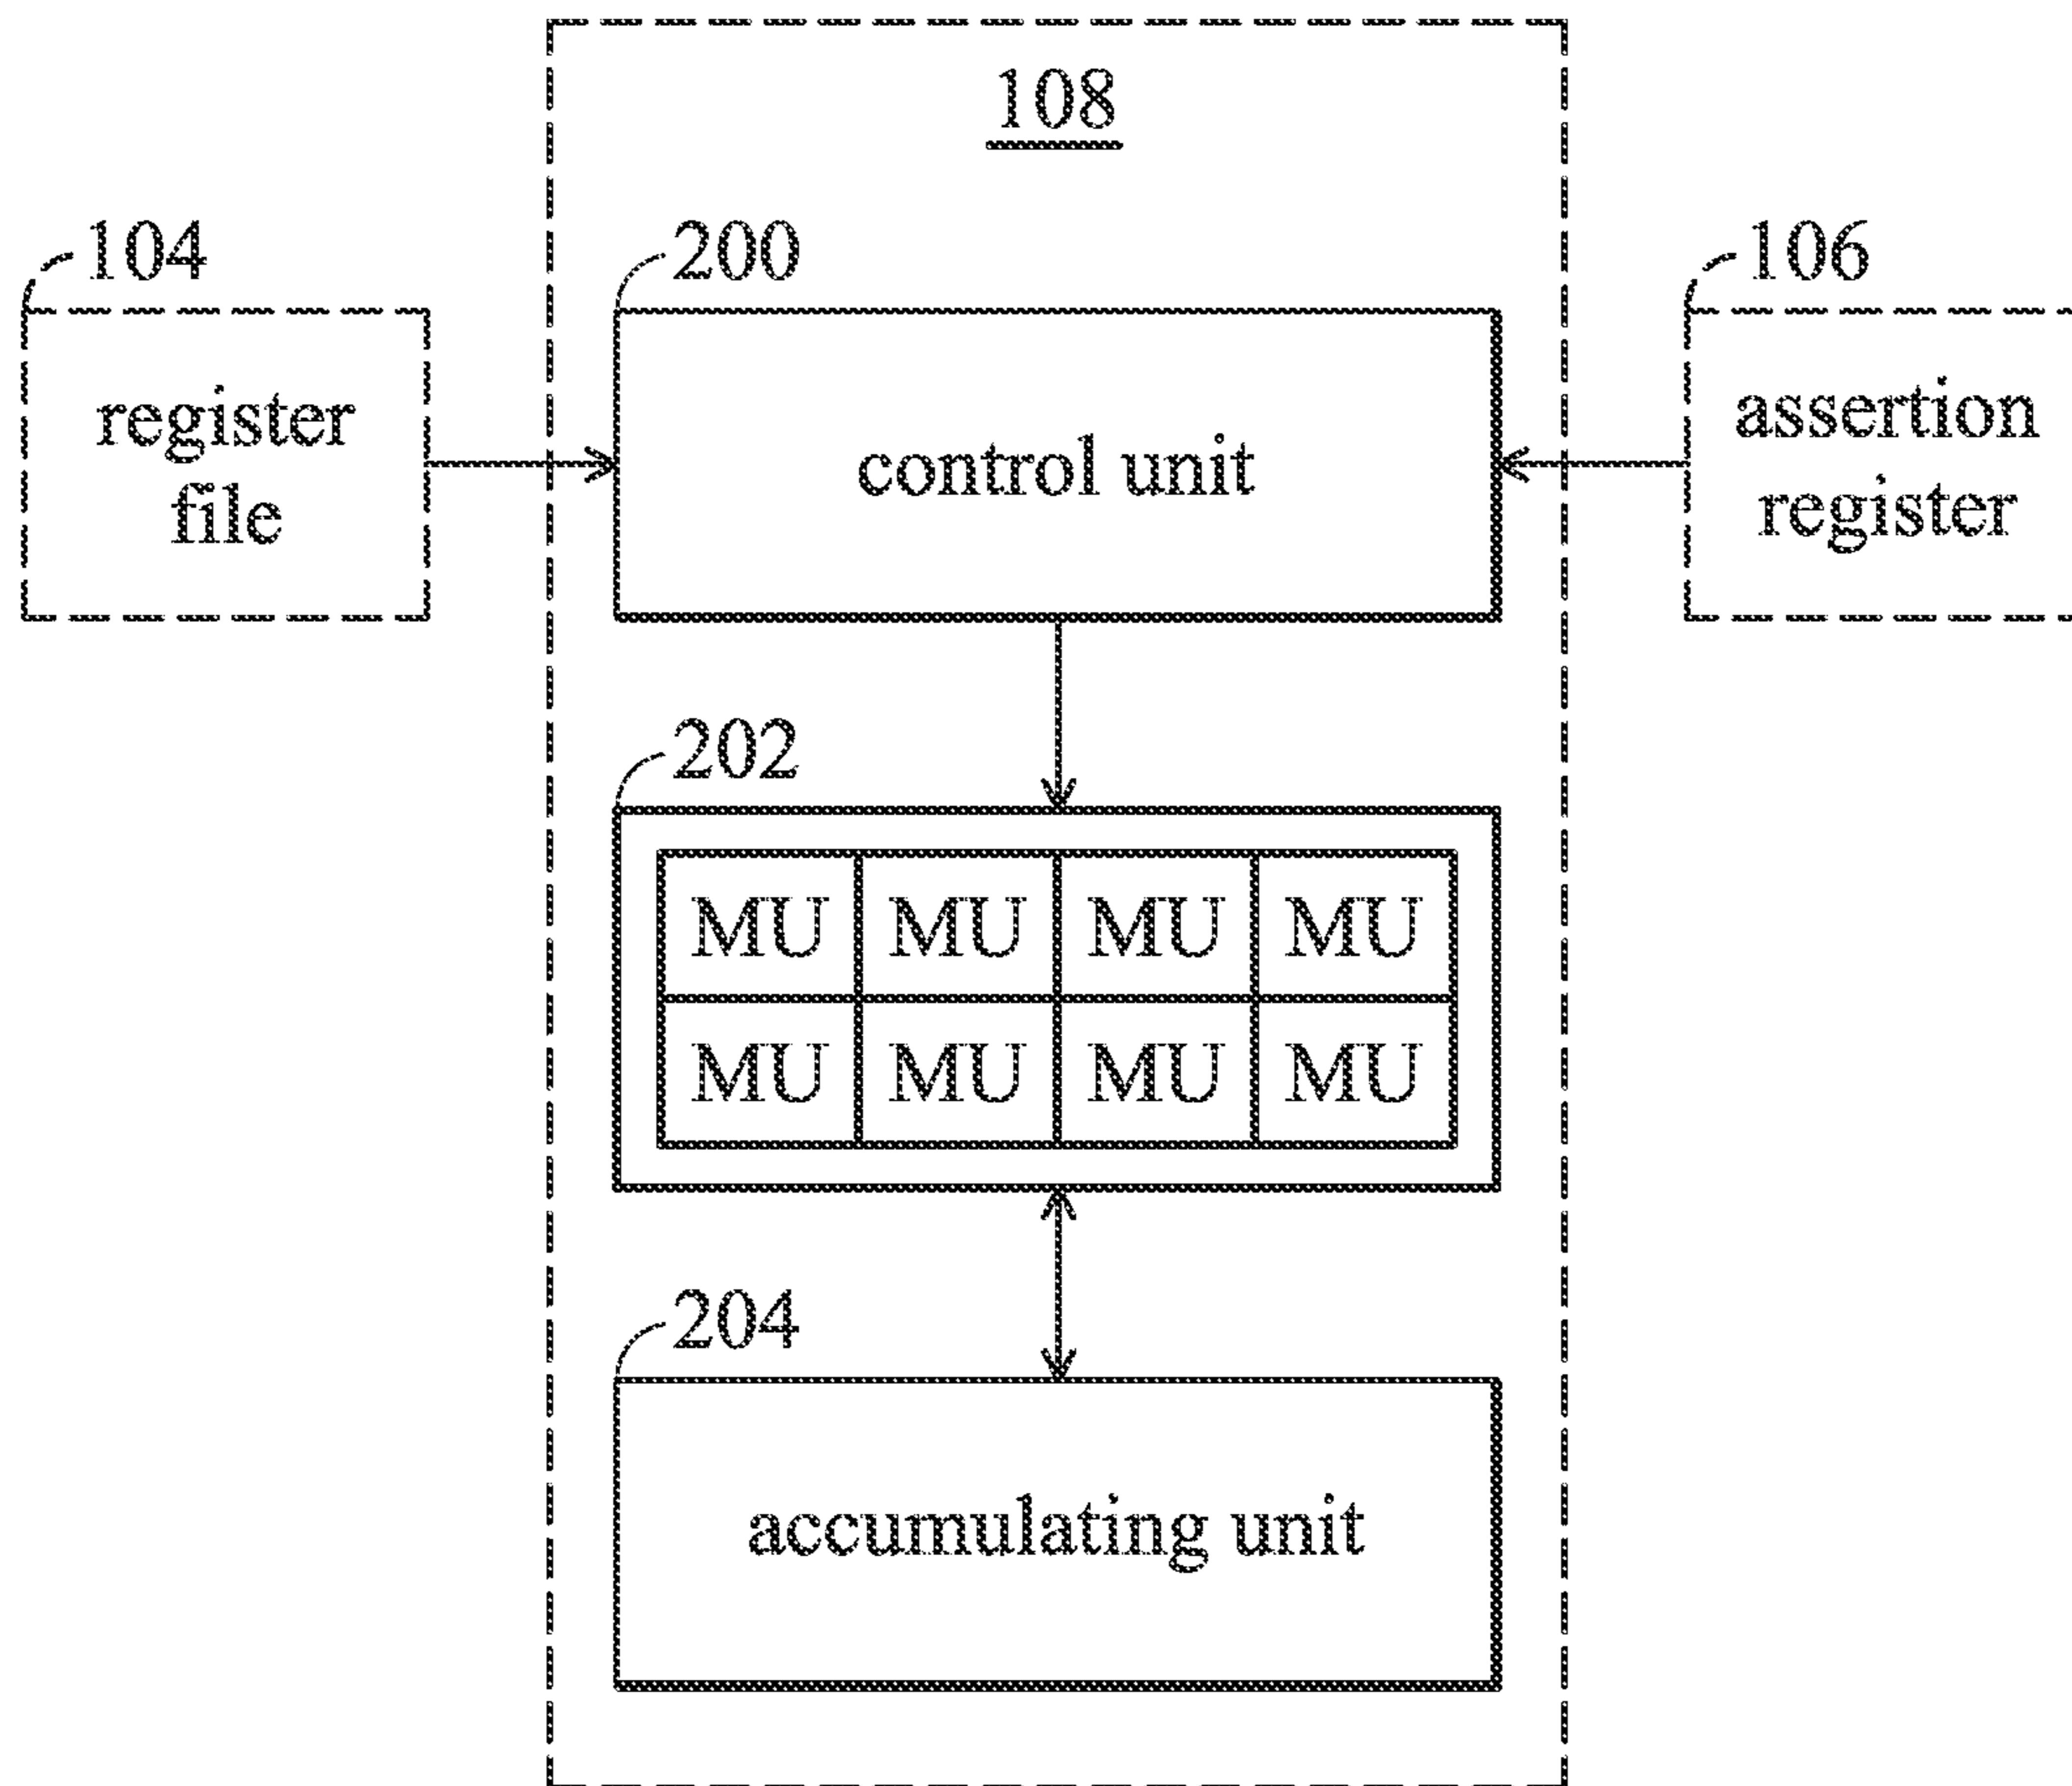 108
104
200
106
register
file
control unit
assertion
register
202
MU MU MU MU
MU MU MU MU
204
accumulating unit